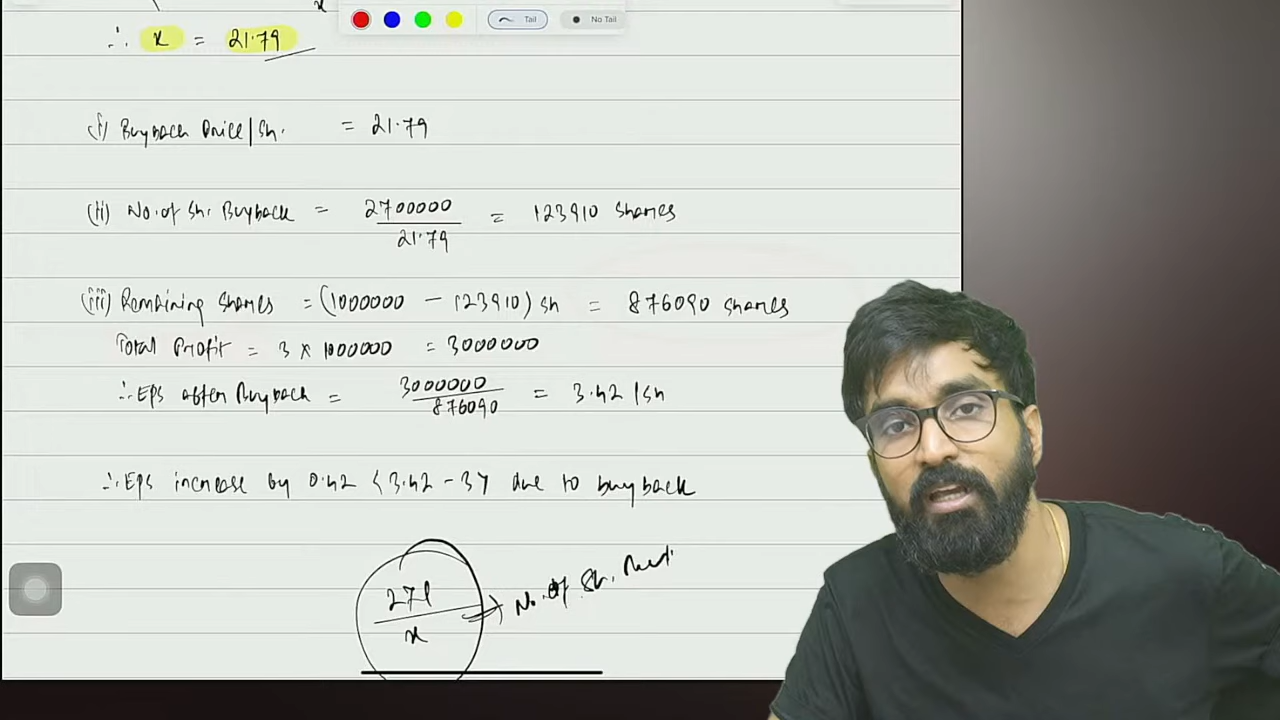 Tail No Tail
∴ x = 21.79
(i) Buyback Price/Sh. = 21.79
(ii) No. of Sh. Buyback = 2700000 / 21.79 = 123910 Shares
(iii) Remaining Shares = (1000000 - 123910) Sh = 876090 Shares
Total Profit = 3 x 1000000 = 3000000
∴ EPS after Buyback = 3000000 / 876090 = 3.42 /Sh
∴ EPS increase by 0.42 {3.42 - 3} due to buyback
27l / x → No. of Sh.